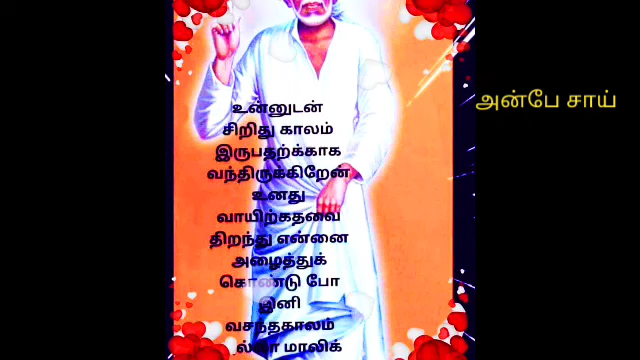 உன்னுடன்
சிறிது காலம்
இருபதற்க்காக
வந்திருக்கிறேன்
உனது
வாயிற்கதவை
திறந்து என்னை
அழைத்துக்
கொண்டு போ
இனி
வசந்தகாலம்
மாலிக்
அன்பே சாய்